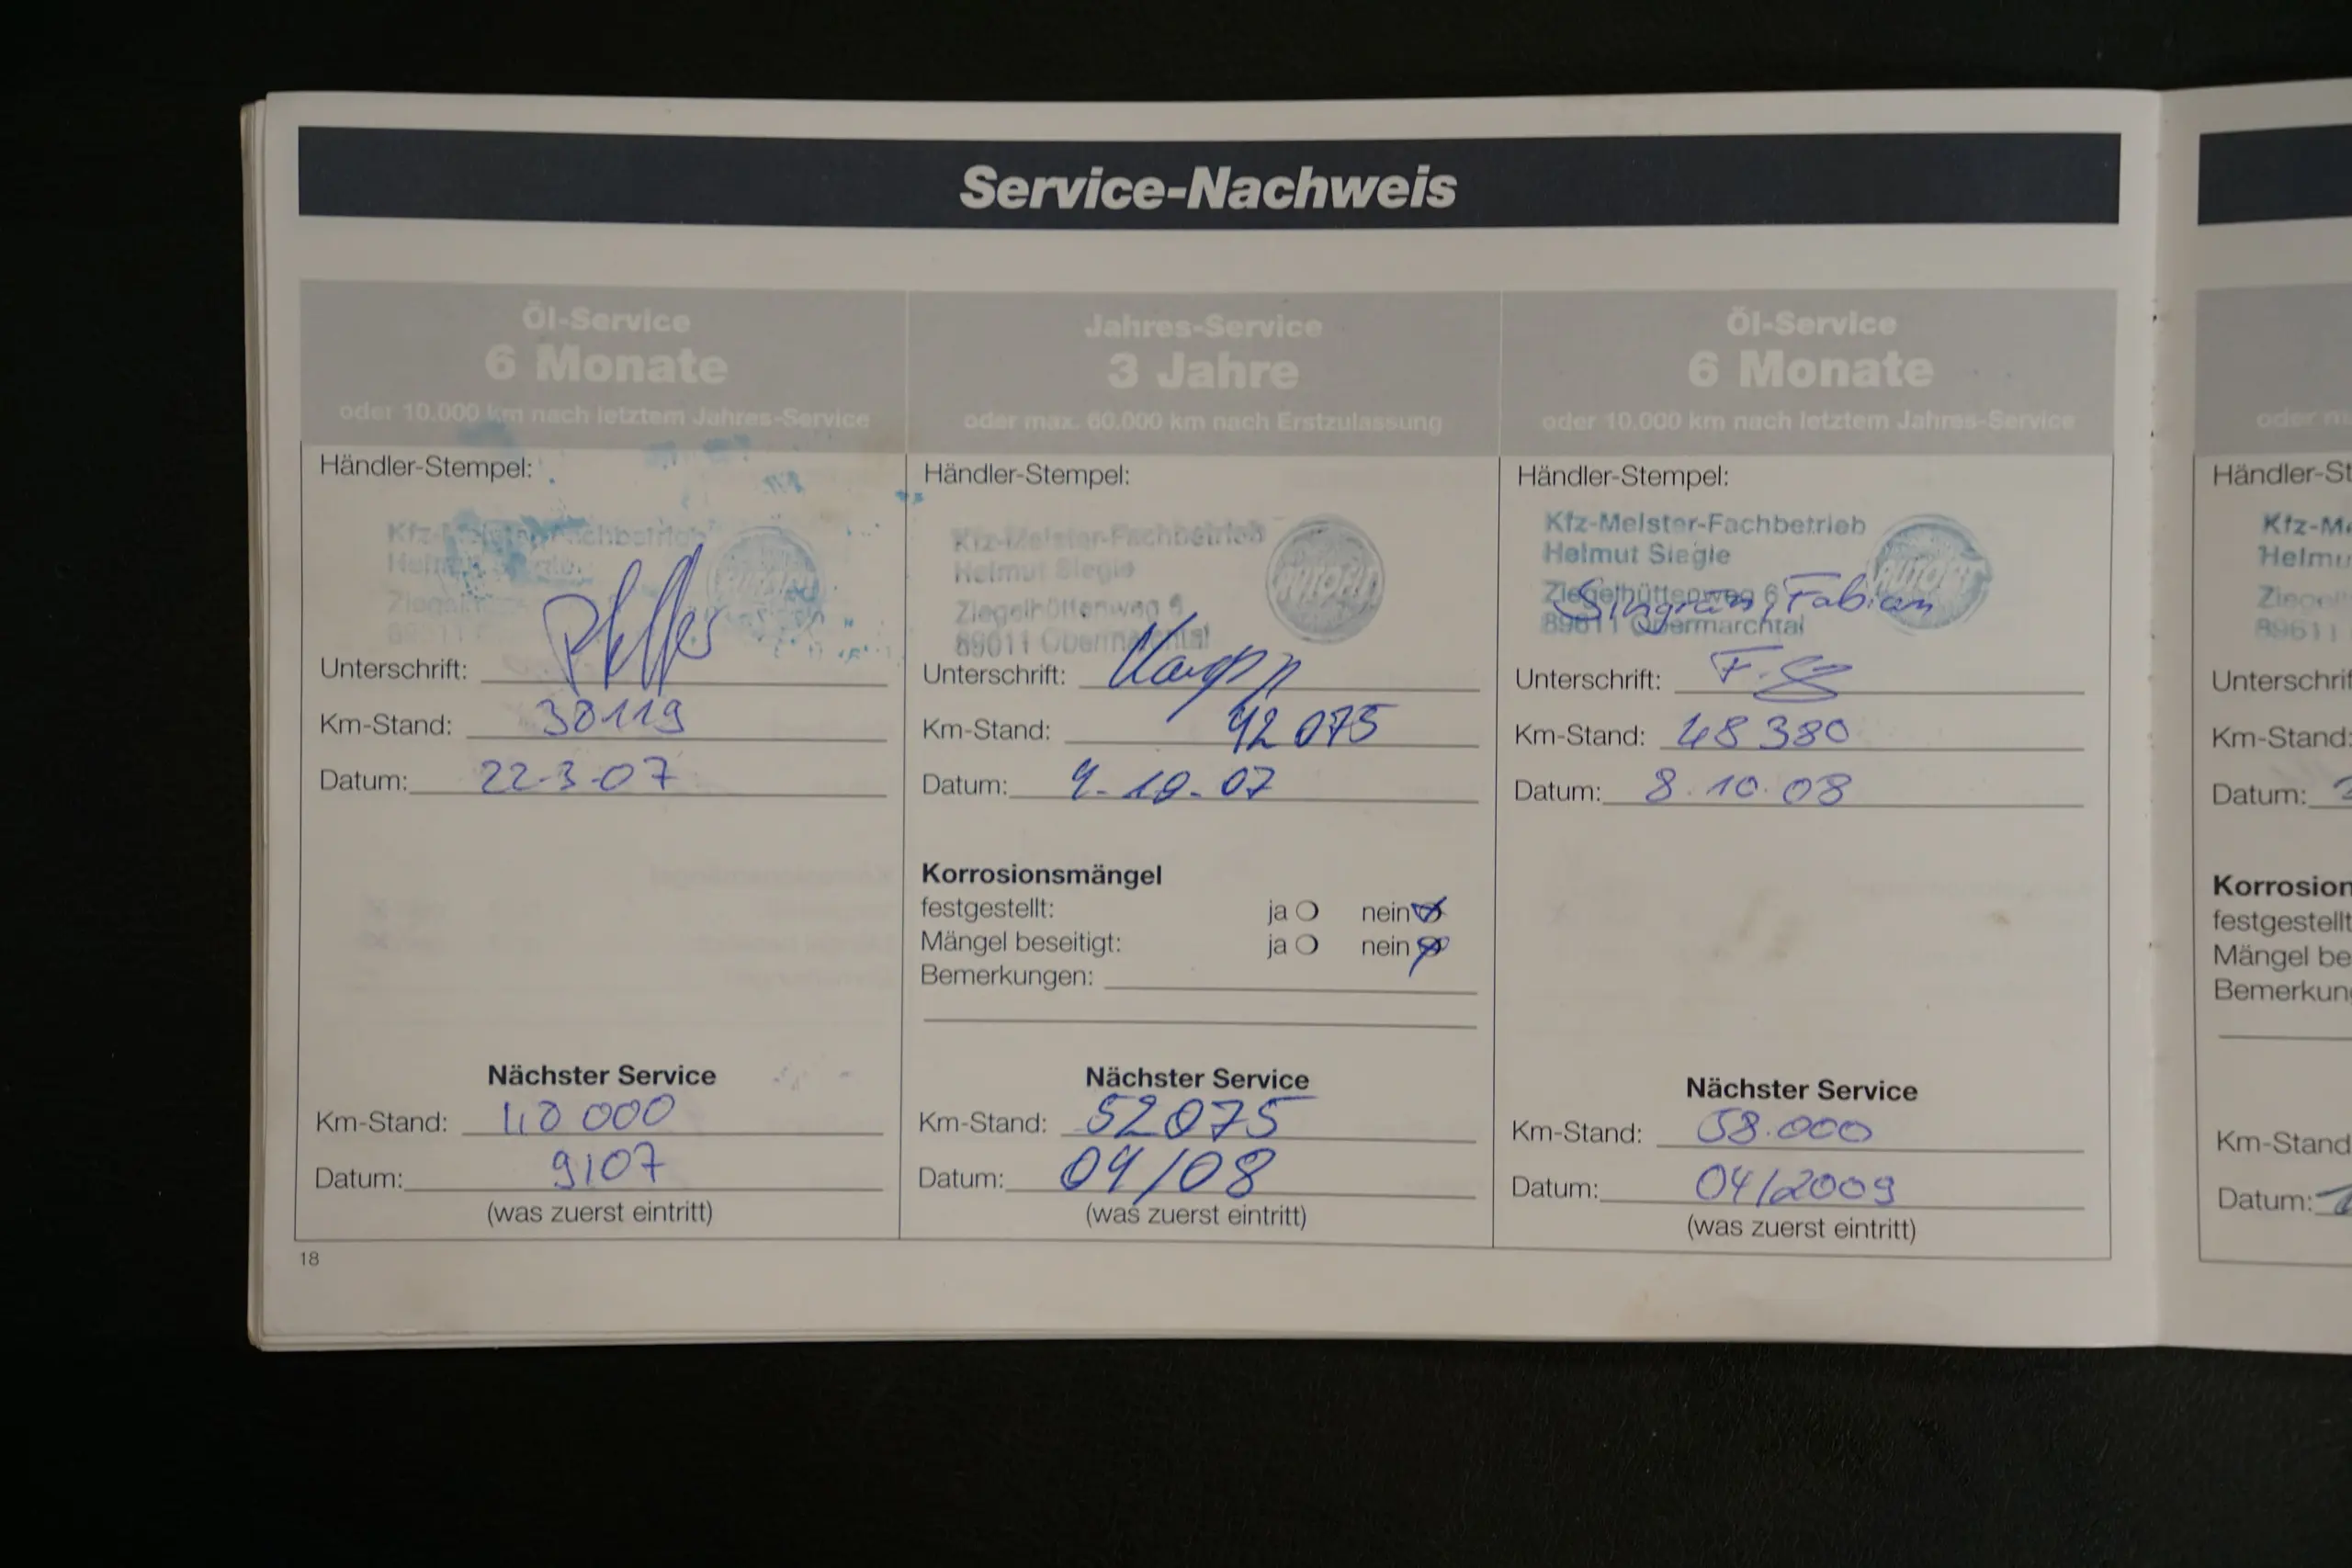 Service-Nachweis
Öl-Service
6 Monate
oder 10.000 km nach letztem Jahres-Service
Händler-Stempel:
Kfz-Meister-Fachbetrieb
Unterschrift:
Km-Stand: 30119
Datum: 22-3-07
Nächster Service
Km-Stand: 40 000
Datum: 9/07
(was zuerst eintritt)
18
Jahres-Service
3 Jahre
oder max. 60.000 km nach Erstzulassung
Händler-Stempel:
Kfz-Meister-Fachbetrieb
Helmut Siegle
Ziegelhüttenweg 6
89611 Obermarchtal
Unterschrift:
Km-Stand: 42 075
Datum: 4-10-07
Korrosionsmängel
festgestellt: ja nein
Mängel beseitigt: ja nein
Bemerkungen:
Nächster Service
Km-Stand: 52075
Datum: 04/08
(was zuerst eintritt)
Öl-Service
6 Monate
oder 10.000 km nach letztem Jahres-Service
Händler-Stempel:
Kfz-Meister-Fachbetrieb
Helmut Siegle
Ziegelhüttenweg 6
89611 Obermarchtal
Fabian
Unterschrift:
Km-Stand: 48 380
Datum: 8.10.08
Nächster Service
Km-Stand: 58.000
Datum: 04/2009
(was zuerst eintritt)
oder m
Händler-St
Kfz-M
Helmu
89611
Unterschrif
Km-Stand:
Datum:
Korrosion
festgestellt
Mängel be
Bemerkun
Km-Stand
Datum: